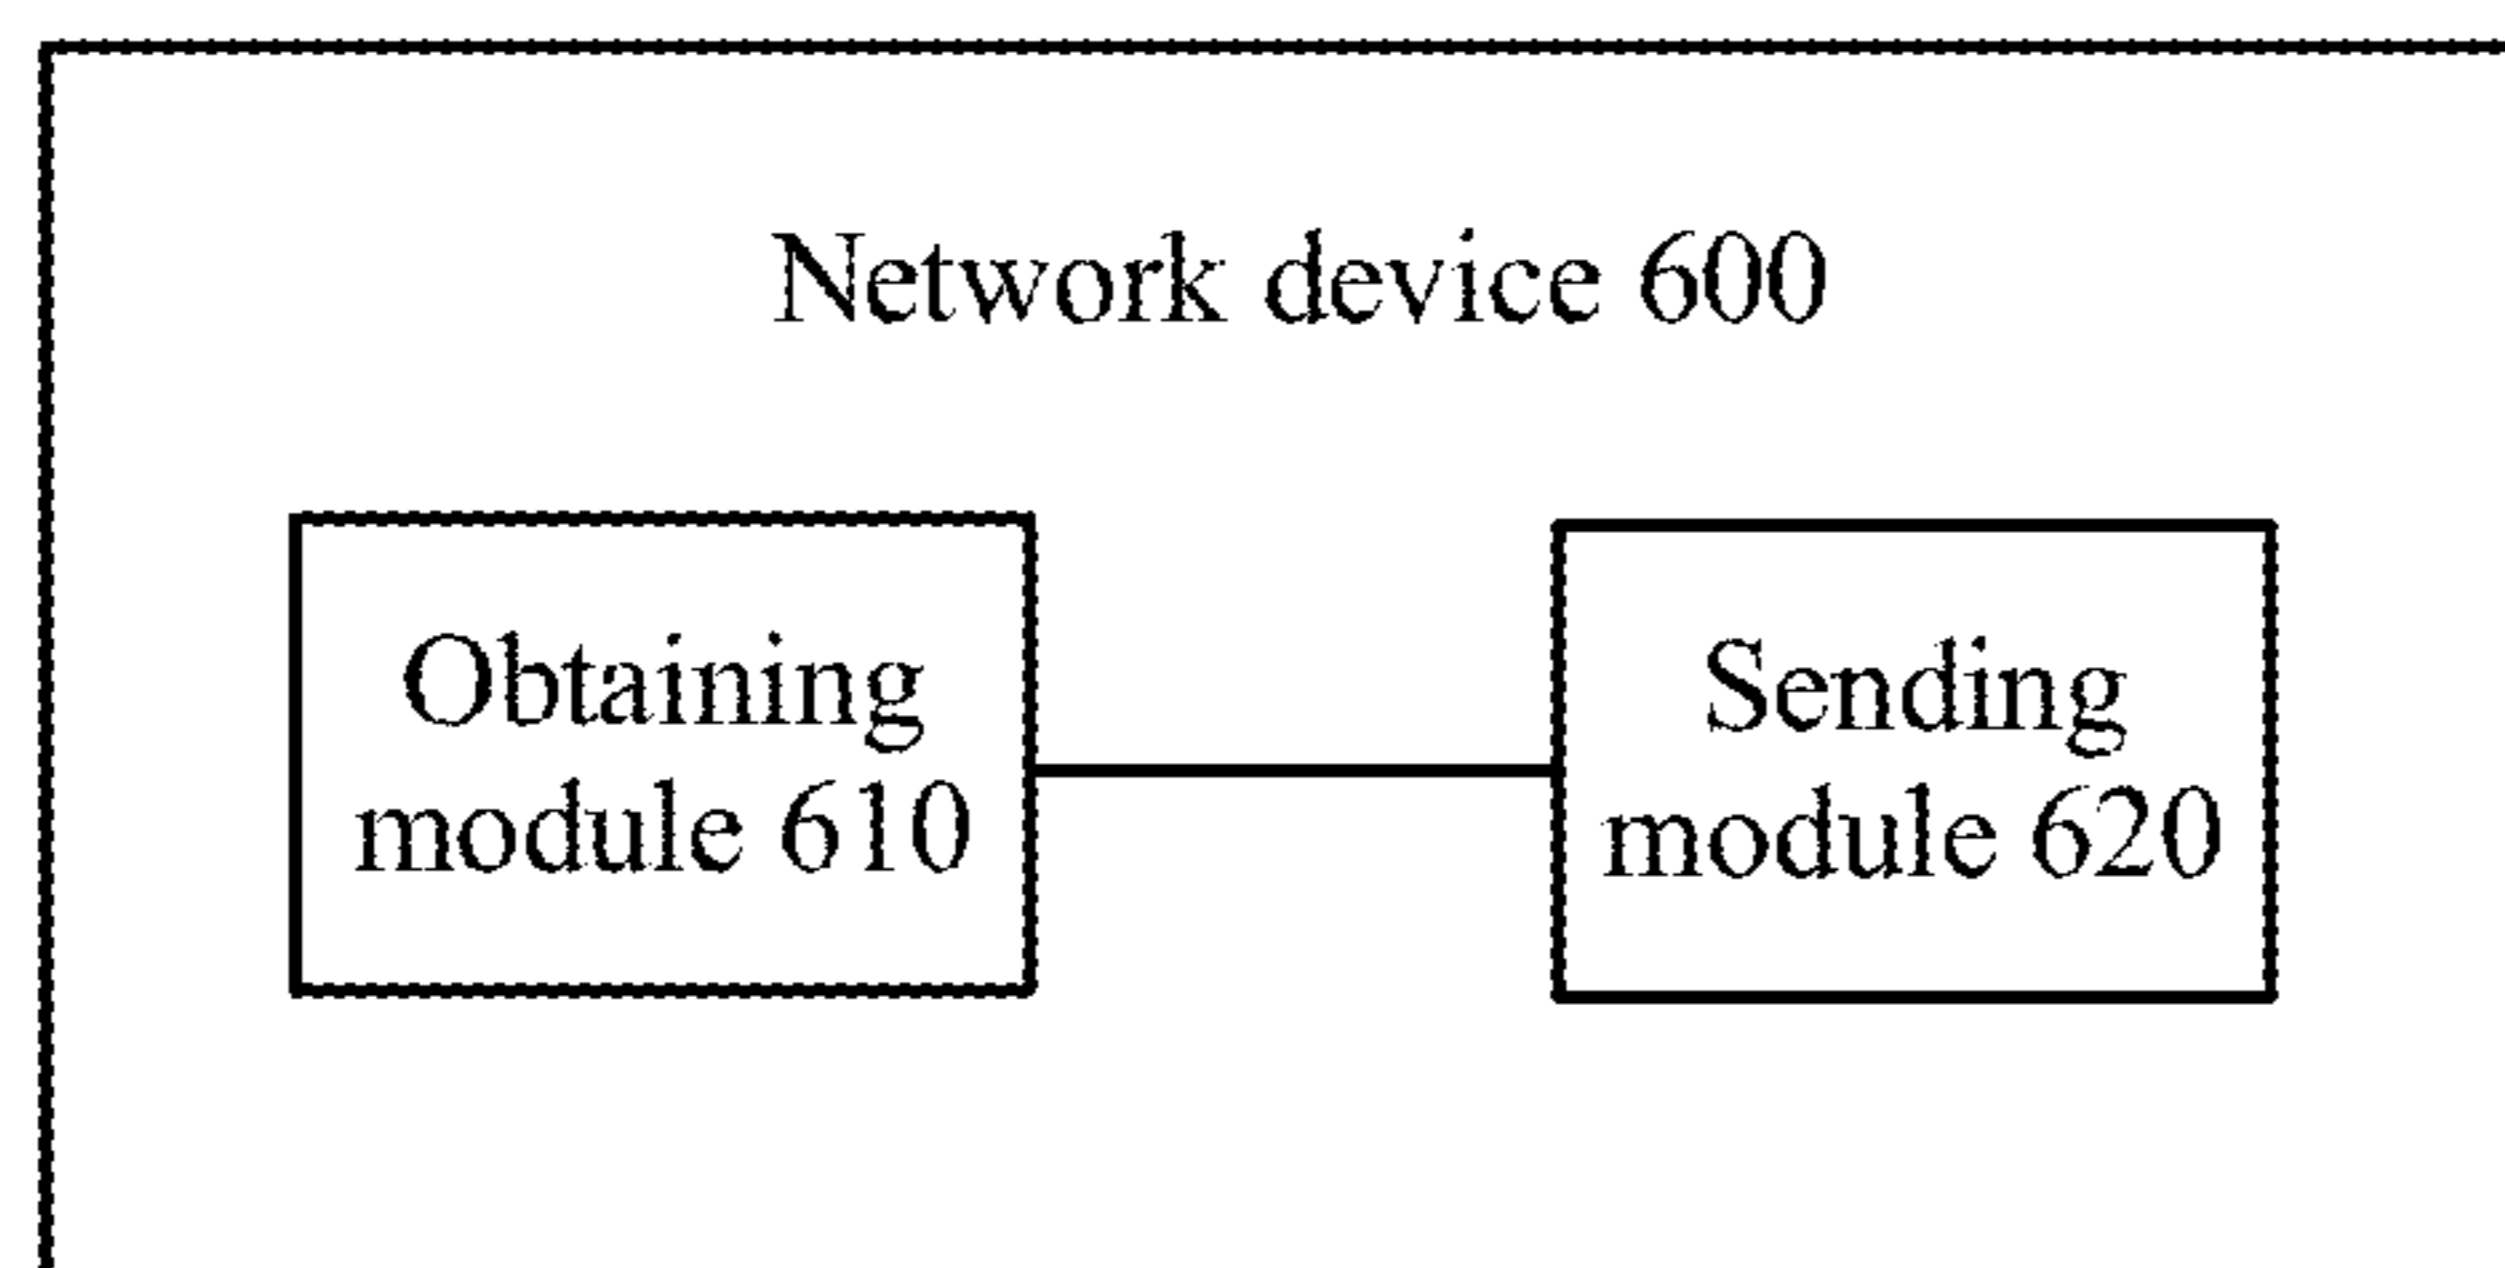 Network device 600
Obtaining
module 610
Sending
module 620